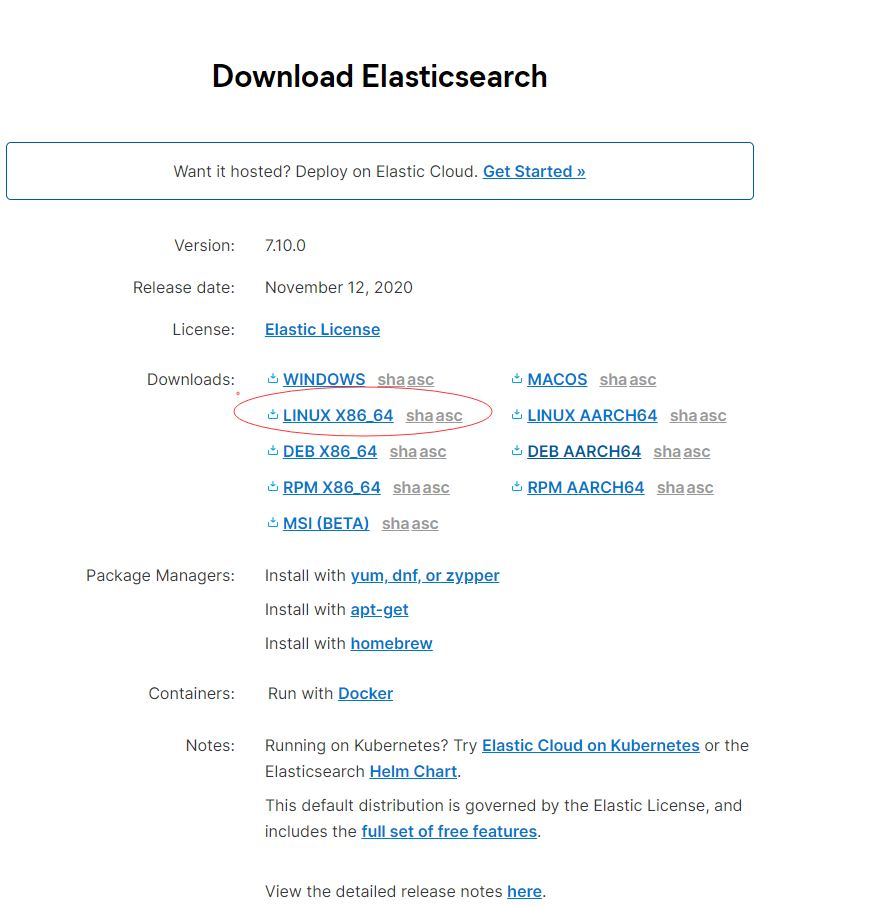 Download Elasticsearch
Want it hosted? Deploy on Elastic Cloud. Get Started »
Version: 7.10.0
Release date: November 12, 2020
License: Elastic License
Downloads: WINDOWS sha asc MACOS sha asc
LINUX X86_64 sha asc LINUX AARCH64 sha asc
DEB X86_64 sha asc DEB AARCH64 sha asc
RPM X86_64 sha asc RPM AARCH64 sha asc
MSI (BETA) sha asc
Package Managers: Install with yum, dnf, or zypper
Install with apt-get
Install with homebrew
Containers: Run with Docker
Notes: Running on Kubernetes? Try Elastic Cloud on Kubernetes or the
Elasticsearch Helm Chart.
This default distribution is governed by the Elastic License, and
includes the full set of free features.
View the detailed release notes here.